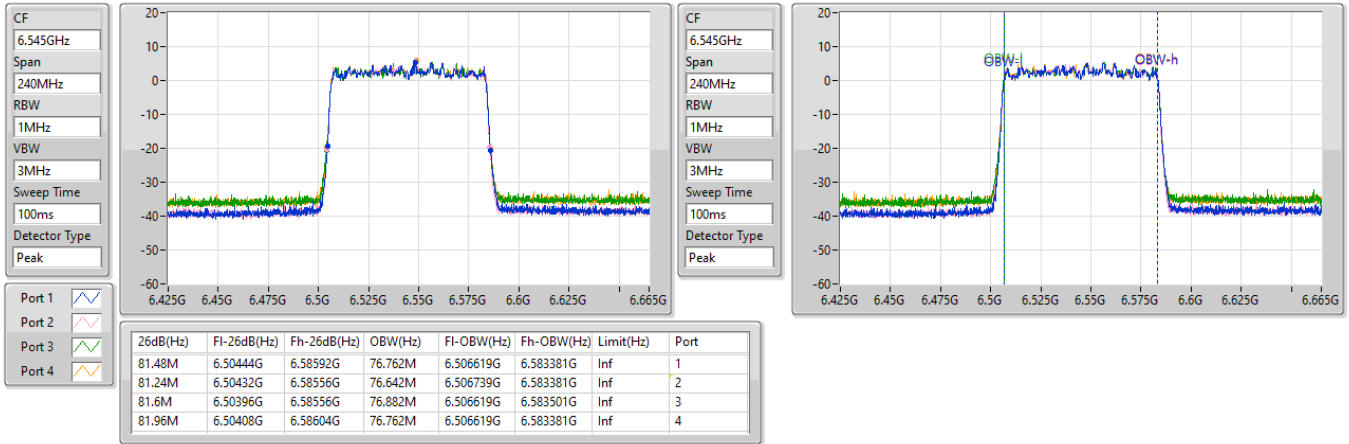 CF
6.545GHz
Span
240MHz
RBW
1MHz
VBW
3MHz
Sweep Time
100ms
Detector Type
Peak
20
10
0
-10
-20
-30
-40
-50
-60
6.425G 6.45G 6.475G 6.5G 6.525G 6.55G 6.575G 6.6G 6.625G 6.665G
CF
6.545GHz
Span
240MHz
RBW
1MHz
VBW
3MHz
Sweep Time
100ms
Detector Type
Peak
20
10
0
-10
-20
-30
-40
-50
-60
OBW-l OBW-h
6.425G 6.45G 6.475G 6.5G 6.525G 6.55G 6.575G 6.6G 6.625G 6.665G
Port 1
Port 2
Port 3
Port 4
26dB(Hz) Fl-26dB(Hz) Fh-26dB(Hz) OBW(Hz) Fl-OBW(Hz) Fh-OBW(Hz) Limit(Hz) Port
81.48M 6.50444G 6.58592G 76.762M 6.506619G 6.583381G Inf 1
81.24M 6.50432G 6.58556G 76.642M 6.506739G 6.583381G Inf 2
81.6M 6.50396G 6.58556G 76.882M 6.506619G 6.583501G Inf 3
81.96M 6.50408G 6.58604G 76.762M 6.506619G 6.583381G Inf 4